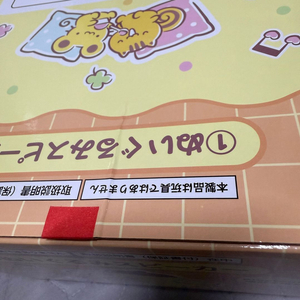 ①ぬいぐるみスピー
本製品は玩具ではありません
取扱説明書（保